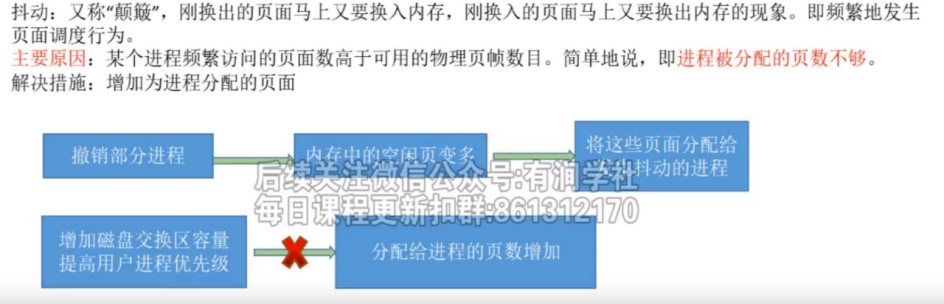 抖动：又称“颠簸”，刚换出的页面马上又要换入内存，刚换入的页面马上又要换出内存的现象。即频繁地发生
页面调度行为。
主要原因：某个进程频繁访问的页面数高于可用的物理页帧数目。简单地说，即进程被分配的页数不够。
解决措施：增加为进程分配的页面
撤销部分进程
内存中的空闲页变多
将这些页面分配给
发生抖动的进程
后续关注微信公众号:有润学社
每日课程更新扣群:861312170
增加磁盘交换区容量
提高用户进程优先级
分配给进程的页数增加